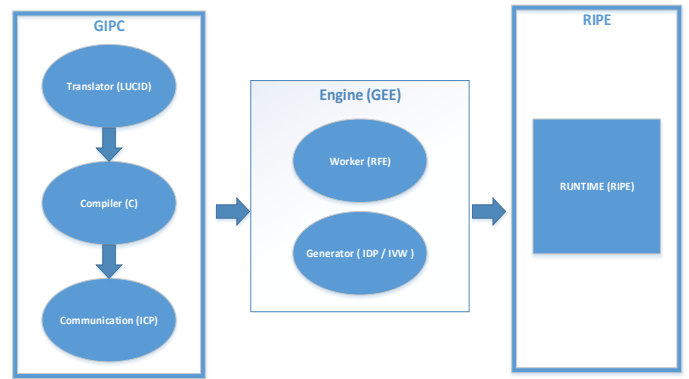 GIPC
Translator (LUCID)
Compiler (C)
Communication (ICP)
Engine (GEE)
Worker (RFE)
Generator ( IDP / IVW )
RIPE
RUNTIME (RIPE)